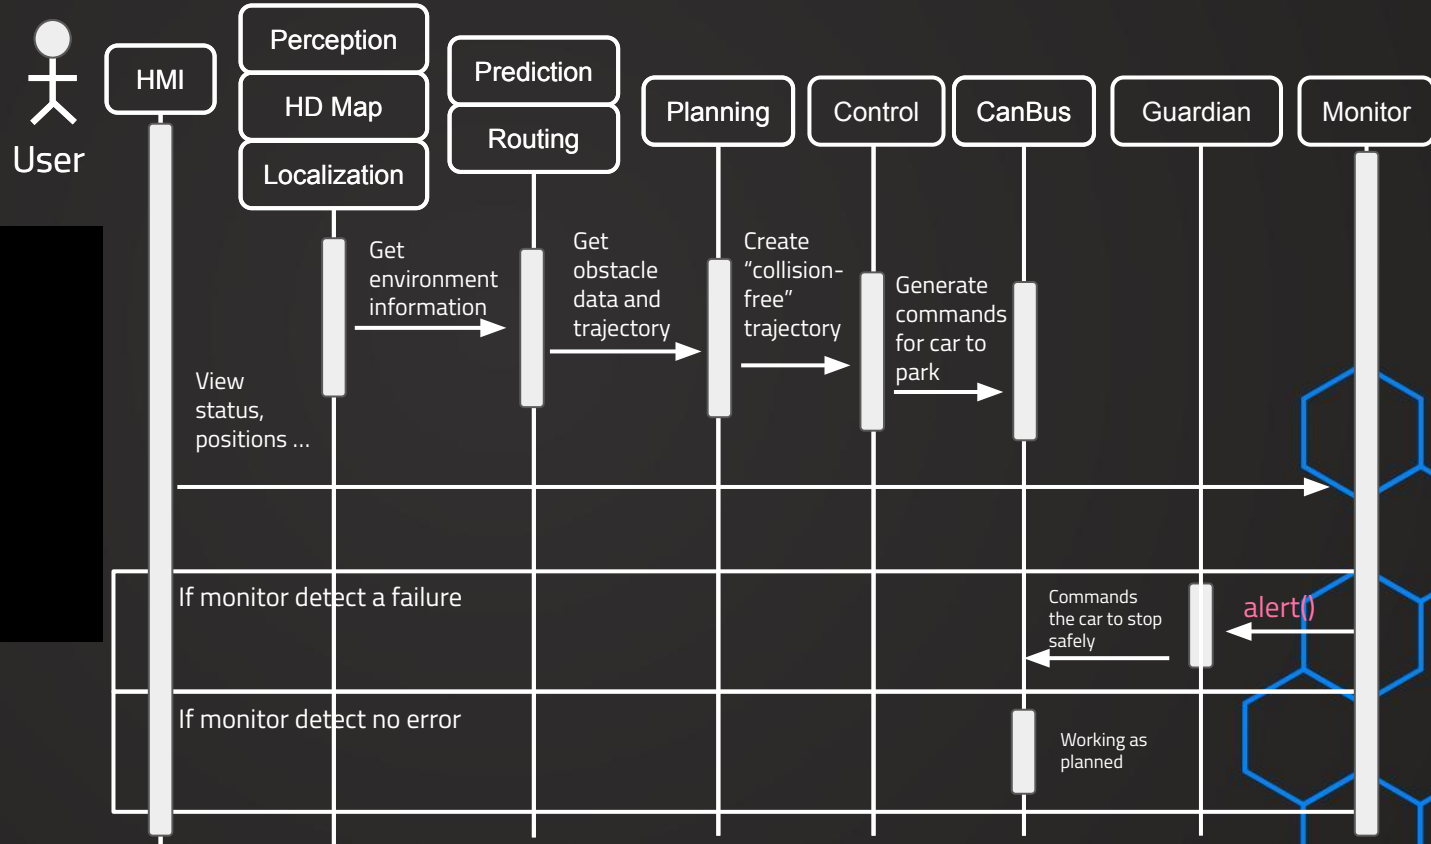 User
HMI
Perception
HD Map
Localization
Prediction
Routing
Planning
Control
CanBus
Guardian
Monitor
Get
environment
information
Get
obstacle
data and
trajectory
Create
“collision-
free”
trajectory
Generate
commands
for car to
park
View
status,
positions ...
If monitor detect a failure
Commands
the car to stop
safely
alert()
If monitor detect no error
Working as
planned